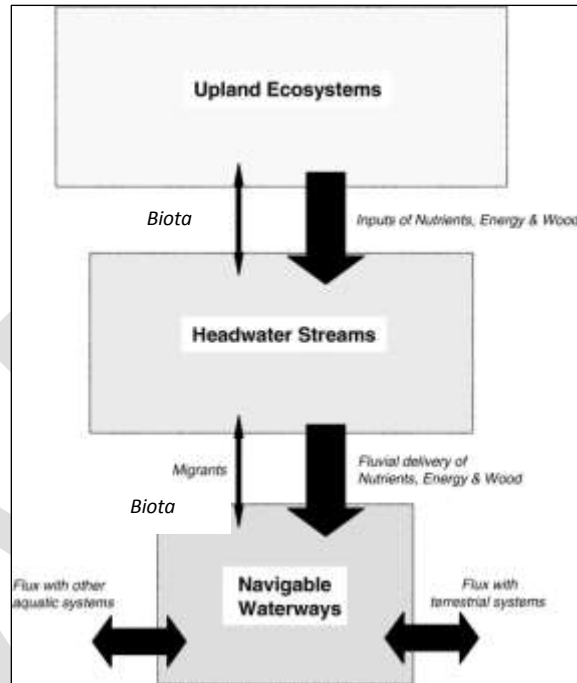 Upland Ecosystems
Biota
Inputs of Nutrients, Energy & Wood
Headwater Streams
Migrants
Fluvial delivery of
Nutrients, Energy & Wood
Biota
Flux with other
aquatic systems
Navigable
Waterways
Flux with
terrestrial systems